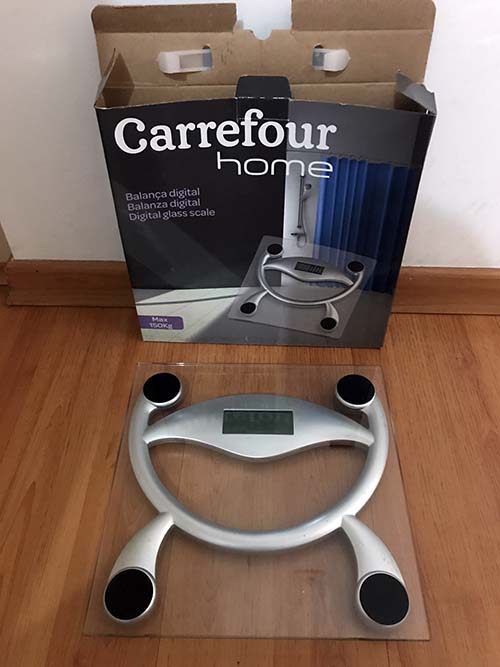 Carrefour
home
Balança digital
Balanza digital
Digital glass scale
Max
150Kg